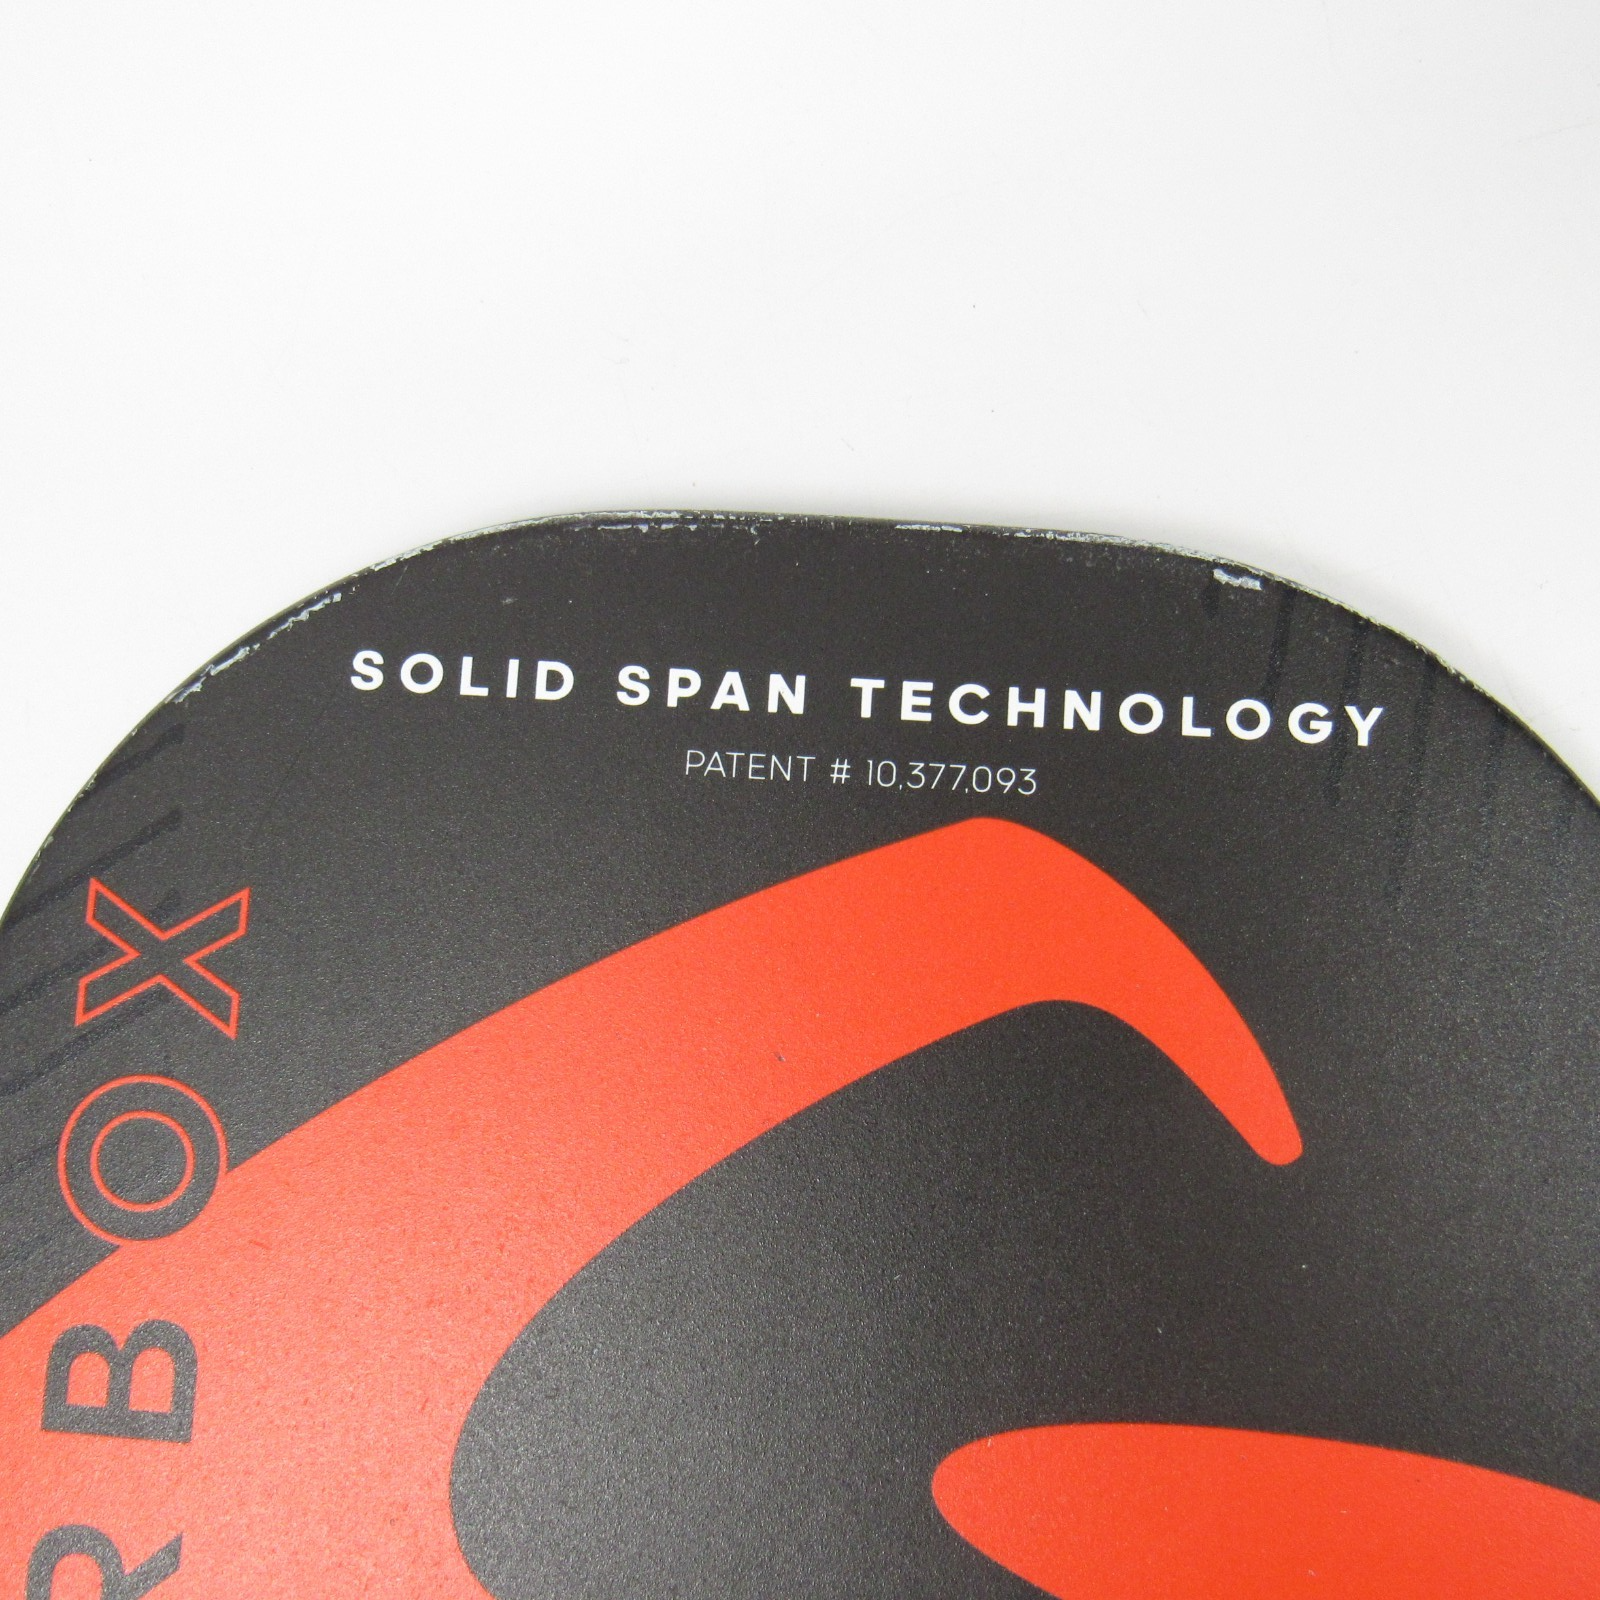 SOLID SPAN TECHNOLOGY
PATENT # 10,377,093
RBOX